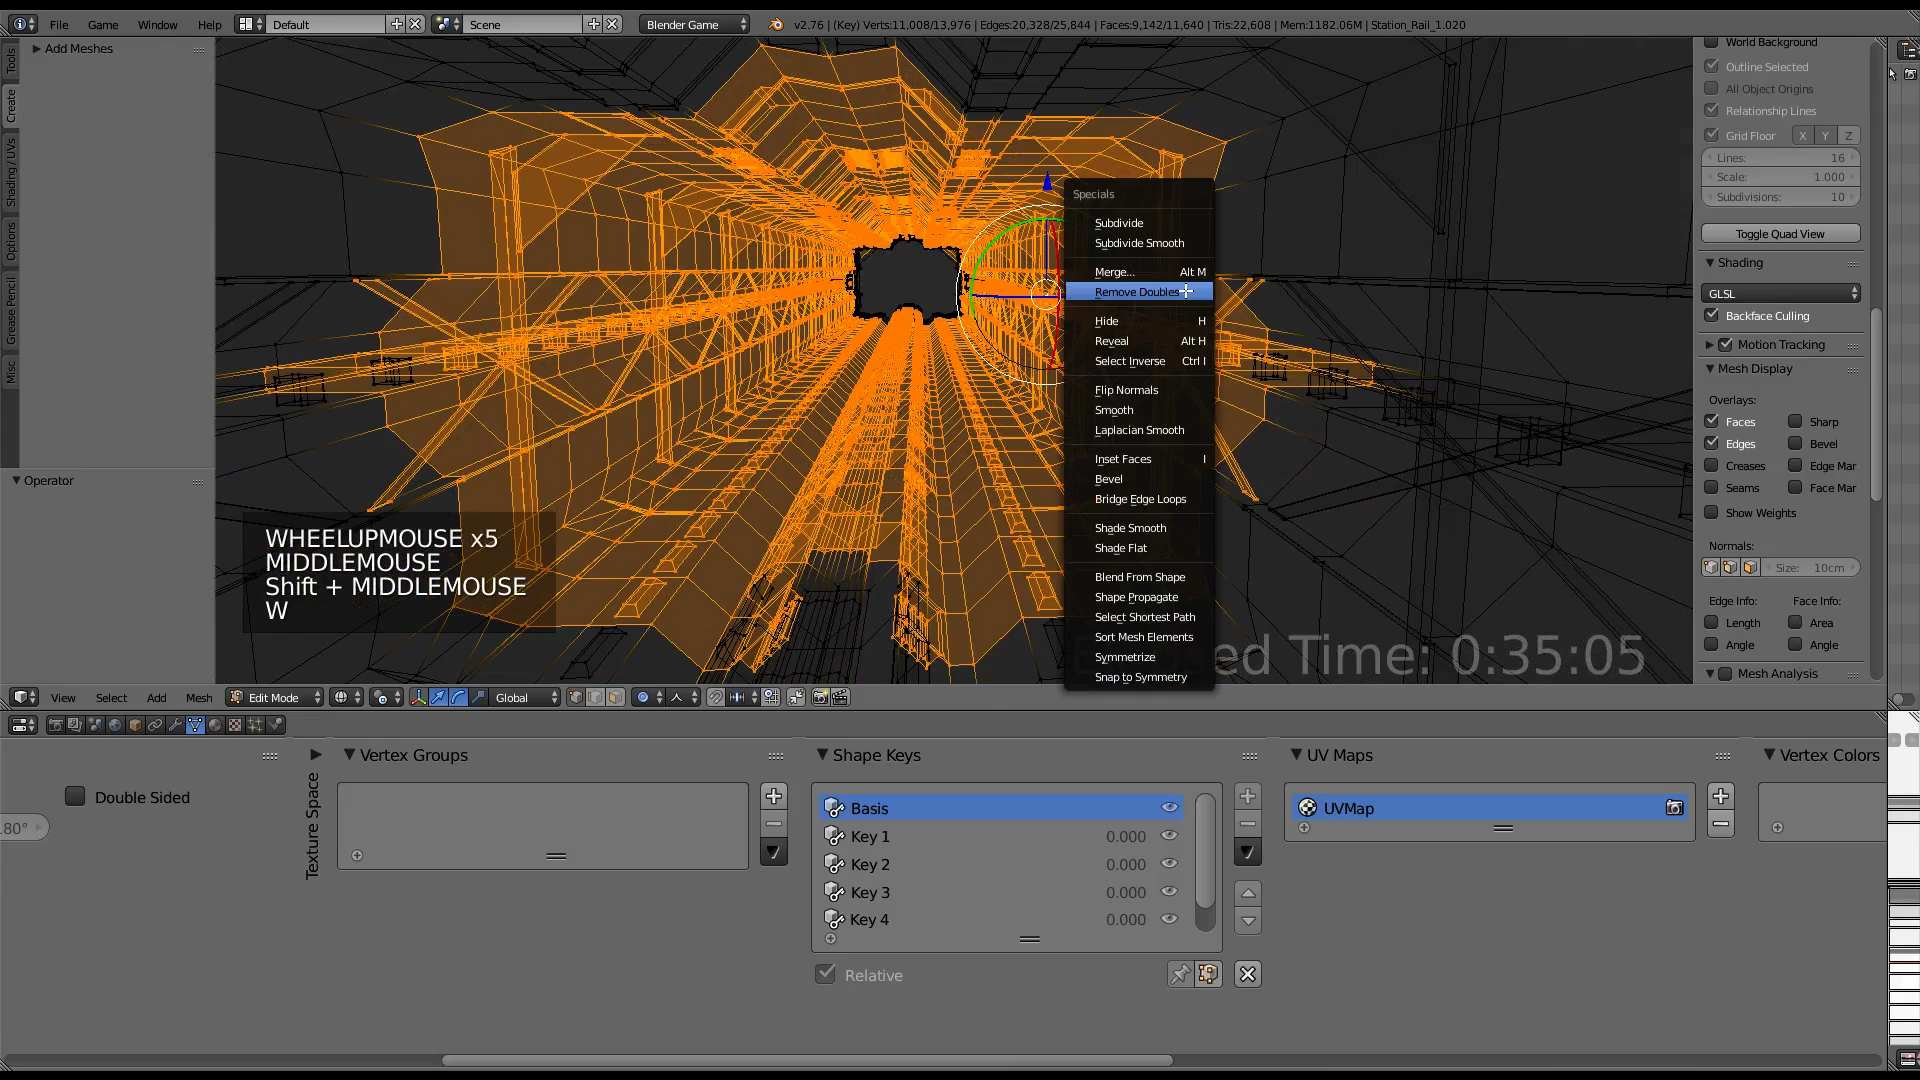 File Game Window Help Default Scene Blender Game v2.76 | (Key) Verts:11,008/13,976 | Edges:20,328/25,844 | Faces:9,142/11,640 | Tris:22,608 | Mem:1182.06M | Station_Rail_1.020
Add Meshes
Tools
Create
Shading / UVs
Options
Grease Pencil
Misc
Operator
WHEELUPMOUSE x5
MIDDLEMOUSE
Shift + MIDDLEMOUSE
W
Specials
Subdivide
Subdivide Smooth
Merge... Alt M
Remove Doubles
Hide H
Reveal Alt H
Select Inverse Ctrl I
Flip Normals
Smooth
Laplacian Smooth
Inset Faces I
Bevel
Bridge Edge Loops
Shade Smooth
Shade Flat
Blend From Shape
Shape Propagate
Select Shortest Path
Sort Mesh Elements
Symmetrize
Snap to Symmetry
ed Time: 0:35:05
World Background
Outline Selected
All Object Origins
Relationship Lines
Grid Floor X Y Z
Lines: 16
Scale: 1.000
Subdivisions: 10
Toggle Quad View
Shading
GLSL
Backface Culling
Motion Tracking
Mesh Display
Overlays:
Faces Sharp
Edges Bevel
Creases Edge Mar
Seams Face Mar
Show Weights
Normals:
Size: 10cm
Edge Info: Face Info:
Length Area
Angle Angle
Mesh Analysis
View Select Add Mesh Edit Mode Global
Double Sided
80°
Texture Space
Vertex Groups
Shape Keys
Basis
Key 1 0.000
Key 2 0.000
Key 3 0.000
Key 4 0.000
Relative
UV Maps
UVMap
Vertex Colors